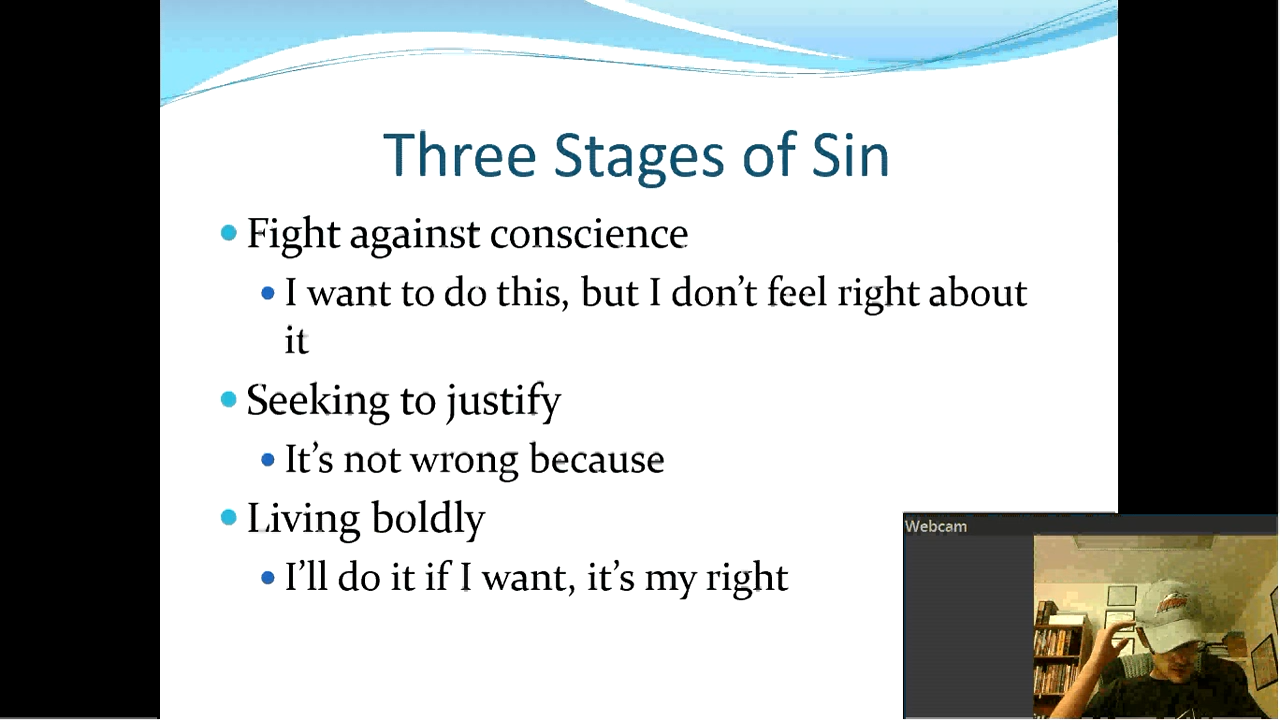 Three Stages of Sin
Fight against conscience
I want to do this, but I don’t feel right about
it
Seeking to justify
It’s not wrong because
Living boldly
I’ll do it if I want, it’s my right
Webcam